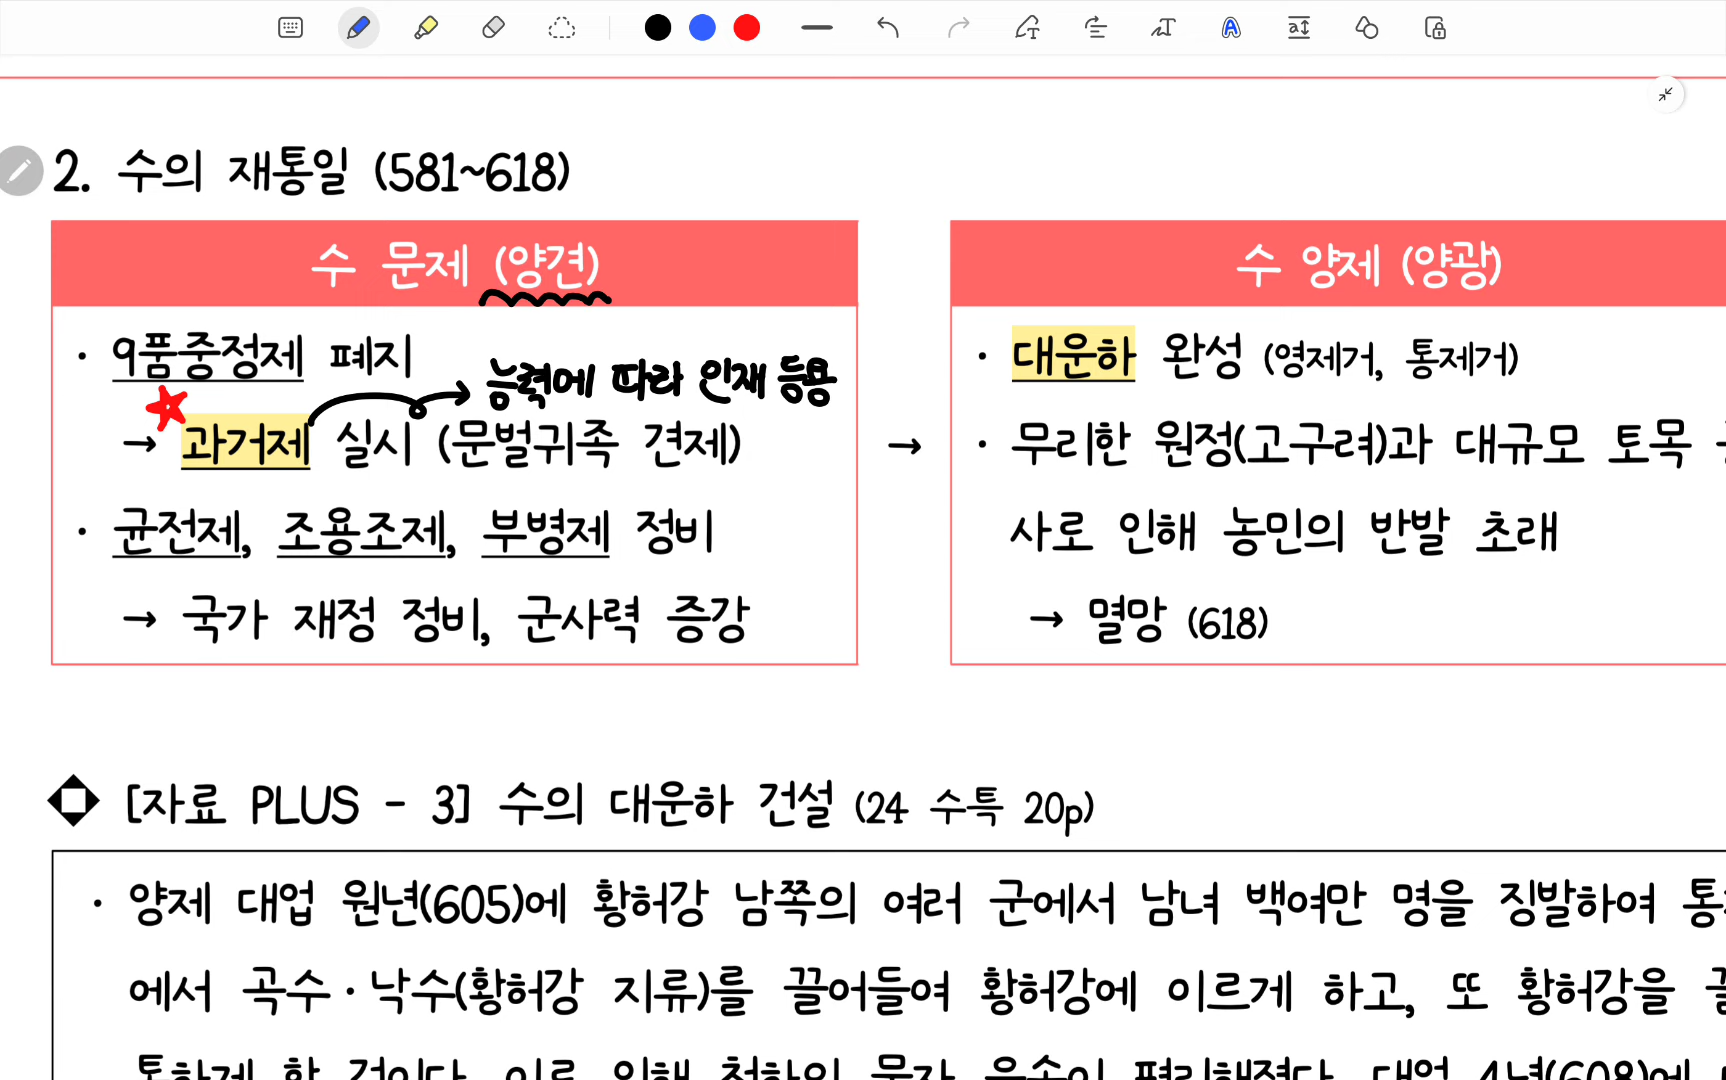 2. 수의 재통일 (581~618)
수 문제 (양견)
· 9품중정제 폐지
능력에 따라 인재 등용
→ 과거제 실시 (문벌귀족 견제)
· 균전제, 조용조제, 부병제 정비
→ 국가 재정 정비, 군사력 증강
→
수 양제 (양광)
· 대운하 완성 (영제거, 통제거)
· 무리한 원정(고구려)과 대규모 토목
사로 인해 농민의 반발 초래
→ 멸망 (618)
[자료 PLUS - 3] 수의 대운하 건설 (24 수특 20p)
· 양제 대업 원년(605)에 황허강 남쪽의 여러 군에서 남녀 백여만 명을 징발하여
에서 곡수·낙수(황허강 지류)를 끌어들여 황허강에 이르게 하고, 또 황허강을